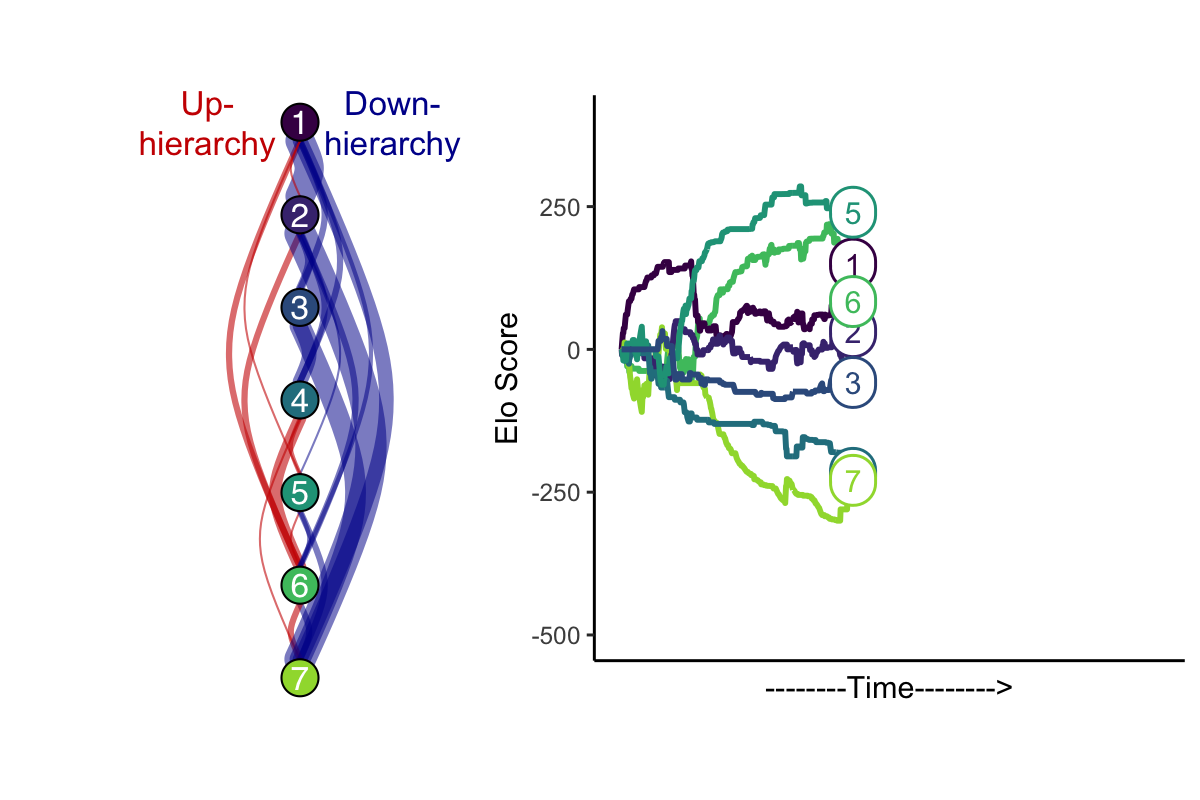 Up-
hierarchy
Down-
hierarchy
1
2
3
4
5
6
7
Elo Score
250
0
-250
-500
5
1
6
2
3
7
--------Time-------->